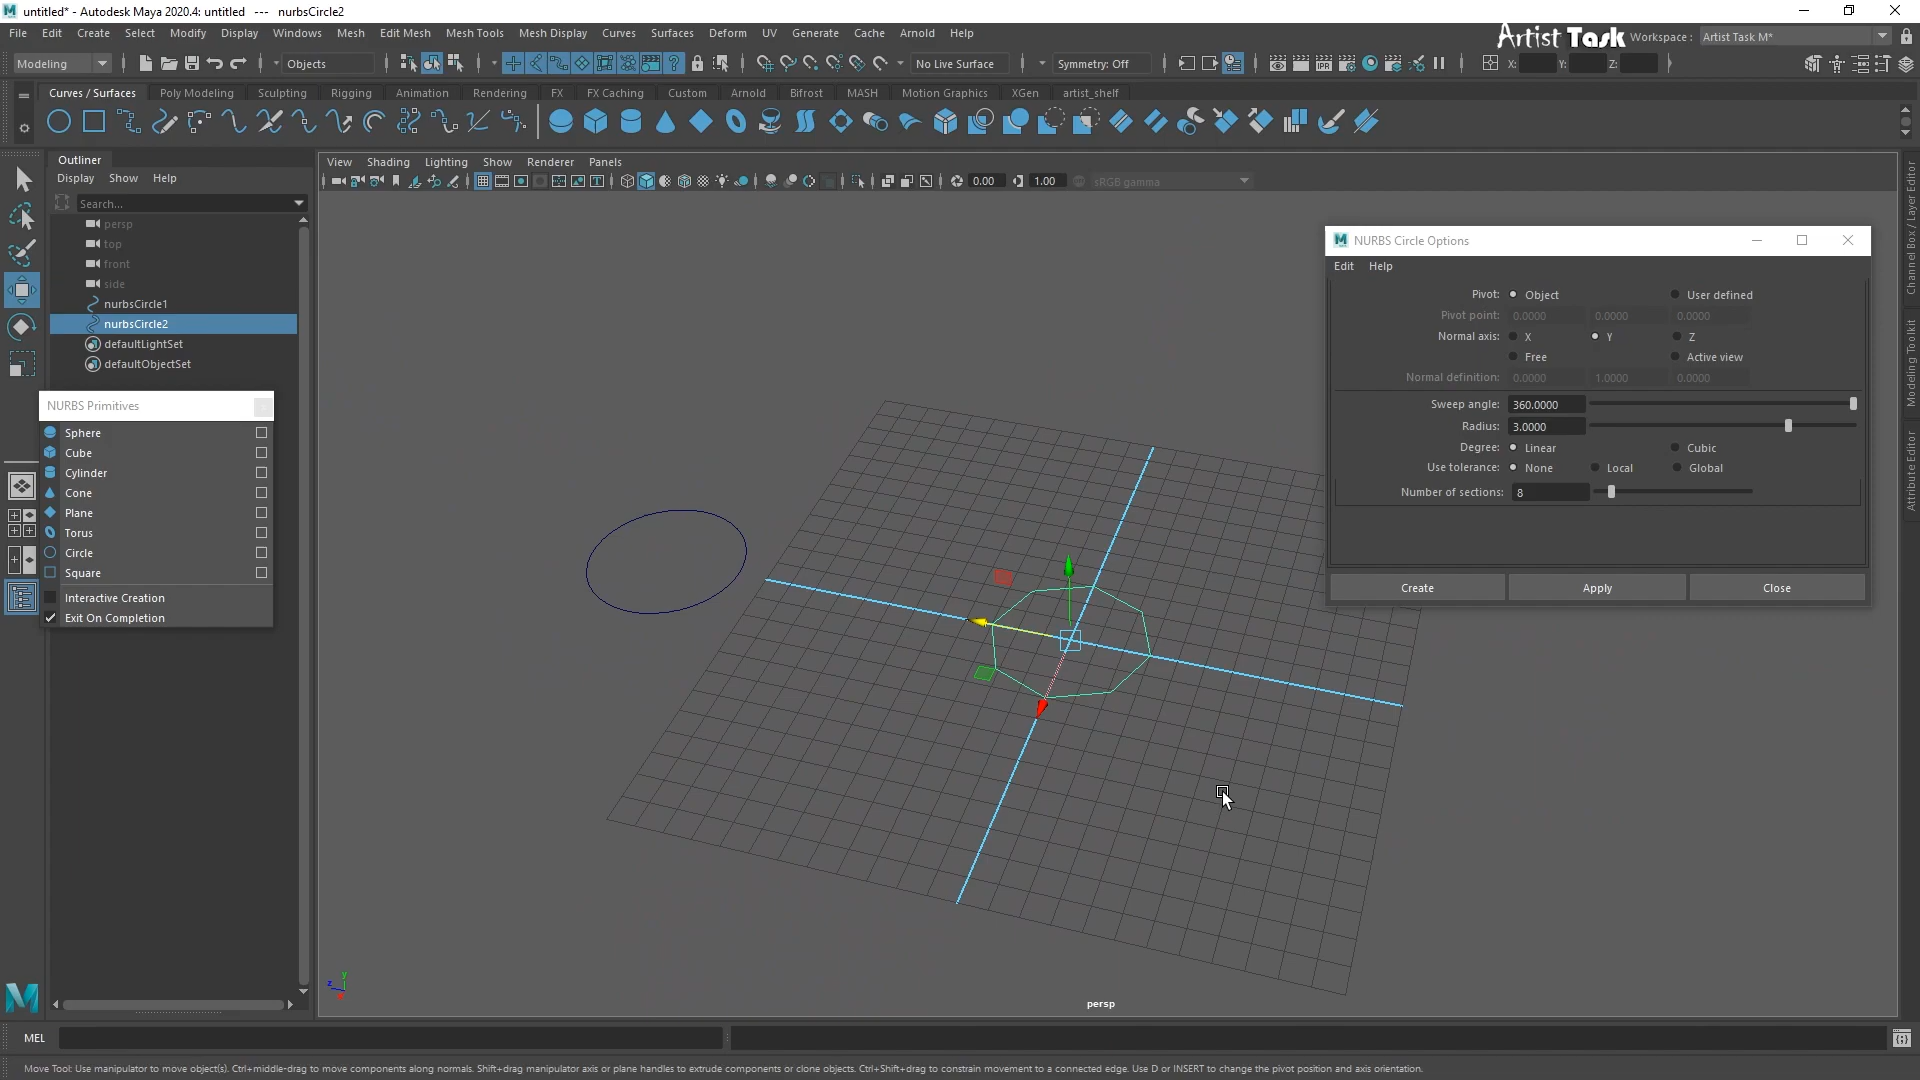 untitled* - Autodesk Maya 2020.4: untitled --- nurbsCircle2
File Edit Create Select Modify Display Windows Mesh Edit Mesh Mesh Tools Mesh Display Curves Surfaces Deform UV Generate Cache Arnold Help
Artist Task
Workspace : Artist Task M*
Modeling Objects No Live Surface Symmetry: Off X: Y: Z:
Curves / Surfaces Poly Modeling Sculpting Rigging Animation Rendering FX FX Caching Custom Arnold Bifrost MASH Motion Graphics XGen artist_shelf
Outliner
Display Show Help
Search...
persp
top
front
side
nurbsCircle1
nurbsCircle2
defaultLightSet
defaultObjectSet
NURBS Primitives
Sphere
Cube
Cylinder
Cone
Plane
Torus
Circle
Square
Interactive Creation
Exit On Completion
View Shading Lighting Show Renderer Panels
IPR
0.00 1.00 sRGB gamma
NURBS Circle Options
Edit Help
Pivot: Object User defined
Pivot point: 0.0000 0.0000 0.0000
Normal axis: X Y Z
Free Active view
Normal definition: 0.0000 1.0000 0.0000
Sweep angle: 360.0000
Radius: 3.0000
Degree: Linear Cubic
Use tolerance: None Local Global
Number of sections: 8
Create Apply Close
Channel Box / Layer Editor
Modeling Toolkit
Attribute Editor
y
z
x
persp
MEL
Move Tool: Use manipulator to move object(s). Ctrl+middle-drag to move components along normals. Shift+drag manipulator axis or plane handles to extrude components or clone objects. Ctrl+Shift+drag to constrain movement to a connected edge. Use D or INSERT to change the pivot position and axis orientation.